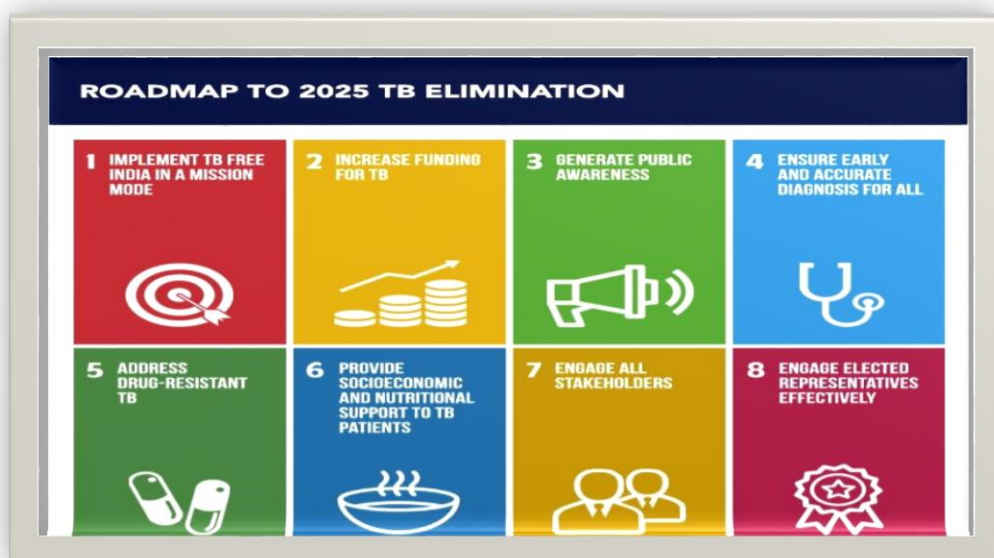 ROADMAP TO 2025 TB ELIMINATION
1 IMPLEMENT TB FREE
INDIA IN A MISSION
MODE
2 INCREASE FUNDING
FOR TB
3 GENERATE PUBLIC
AWARENESS
4 ENSURE EARLY
AND ACCURATE
DIAGNOSIS FOR ALL
5 ADDRESS
DRUG-RESISTANT
TB
6 PROVIDE
SOCIOECONOMIC
AND NUTRITIONAL
SUPPORT TO TB
PATIENTS
7 ENGAGE ALL
STAKEHOLDERS
8 ENGAGE ELECTED
REPRESENTATIVES
EFFECTIVELY